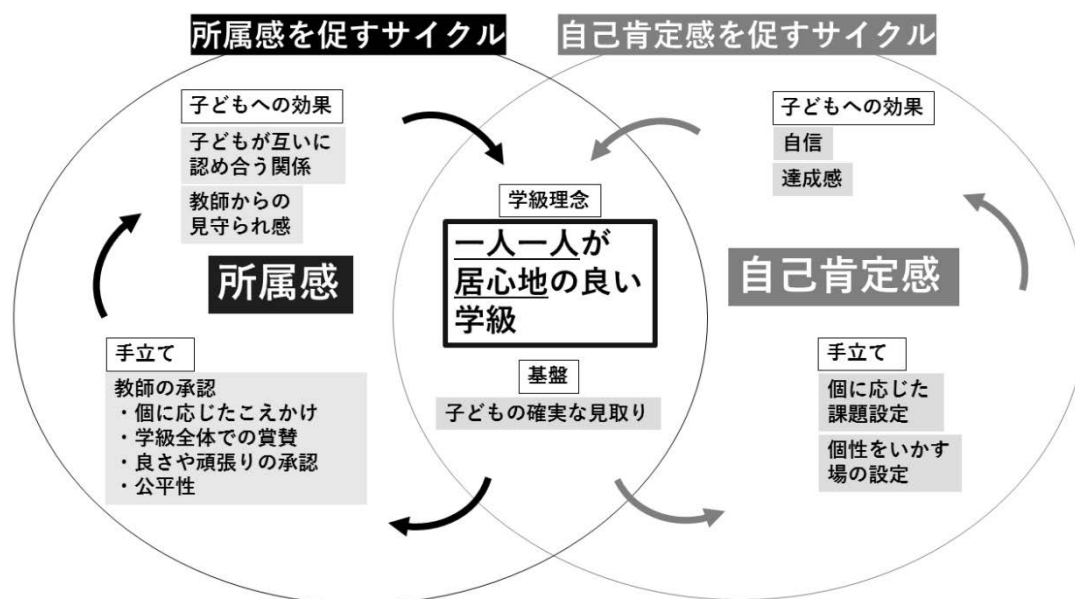 所属感を促すサイクル
子どもへの効果
子どもが互いに
認め合う関係
教師からの
見守られ感
所属感
手立て
教師の承認
・個に応じたこえかけ
・学級全体での賞賛
・良さや頑張りの承認
・公平性
学級理念
一人一人が
居心地の良い
学級
基盤
子どもの確実な見取り
自己肯定感を促すサイクル
子どもへの効果
自信
達成感
自己肯定感
手立て
個に応じた
課題設定
個性をいかす
場の設定